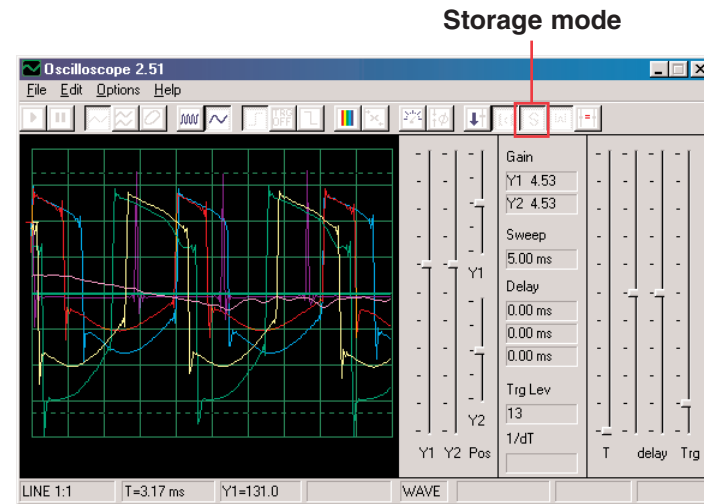 Storage mode
Oscilloscope 2.51
File Edit Options Help
TRG OFF
S
Gain
Y1 4.53
Y2 4.53
Sweep
5.00 ms
Y1
Delay
0.00 ms
0.00 ms
0.00 ms
Trg Lev
13
Y2
1/dT
Y1 Y2 Pos
T delay Trg
LINE 1:1 T=3.17 ms Y1=131.0 WAVE